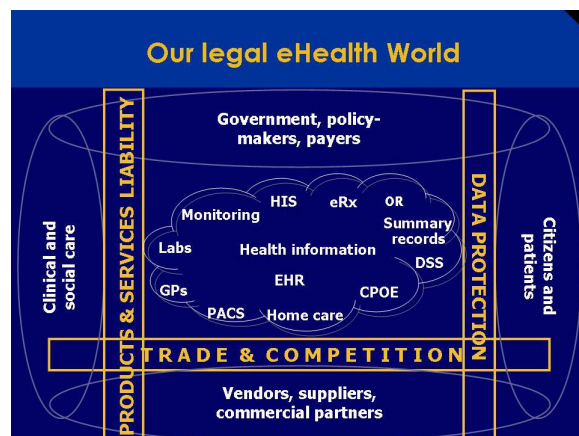 Our legal eHealth World
Government, policy-
makers, payers
PRODUCTS & SERVICES LIABILITY
DATA PROTECTION
Clinical and
social care
Citizens and
patients
HIS
eRx
OR
Monitoring
Summary
records
Labs
Health information
DSS
EHR
GPs
CPOE
PACS
Home care
TRADE & COMPETITION
Vendors, suppliers,
commercial partners